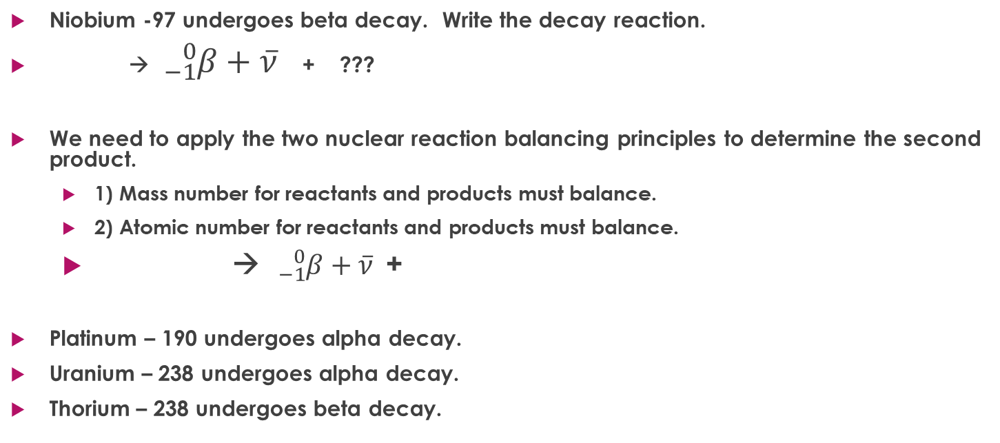 Niobium -97 undergoes beta decay.  Write the decay reaction.
→ $_{-1}^{0}\beta + \bar{\nu}$ + ???
We need to apply the two nuclear reaction balancing principles to determine the second
product.
1) Mass number for reactants and products must balance.
2) Atomic number for reactants and products must balance.
→ $_{-1}^{0}\beta + \bar{\nu}$ +
Platinum – 190 undergoes alpha decay.
Uranium – 238 undergoes alpha decay.
Thorium – 238 undergoes beta decay.